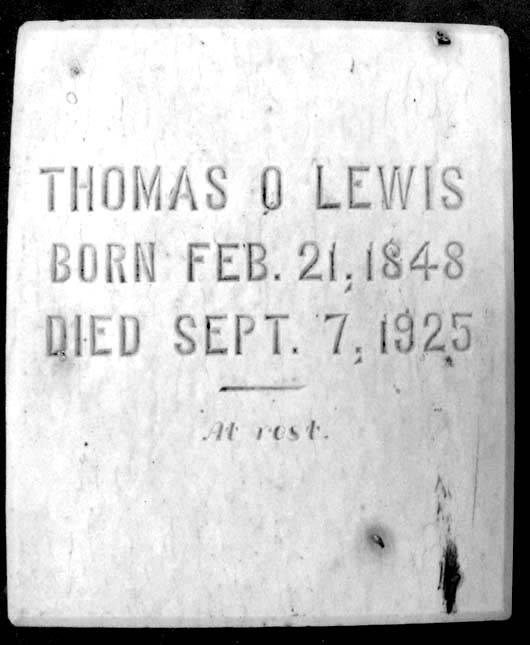 THOMAS O LEWIS
BORN FEB. 21, 1848
DIED SEPT. 7, 1925
At rest.